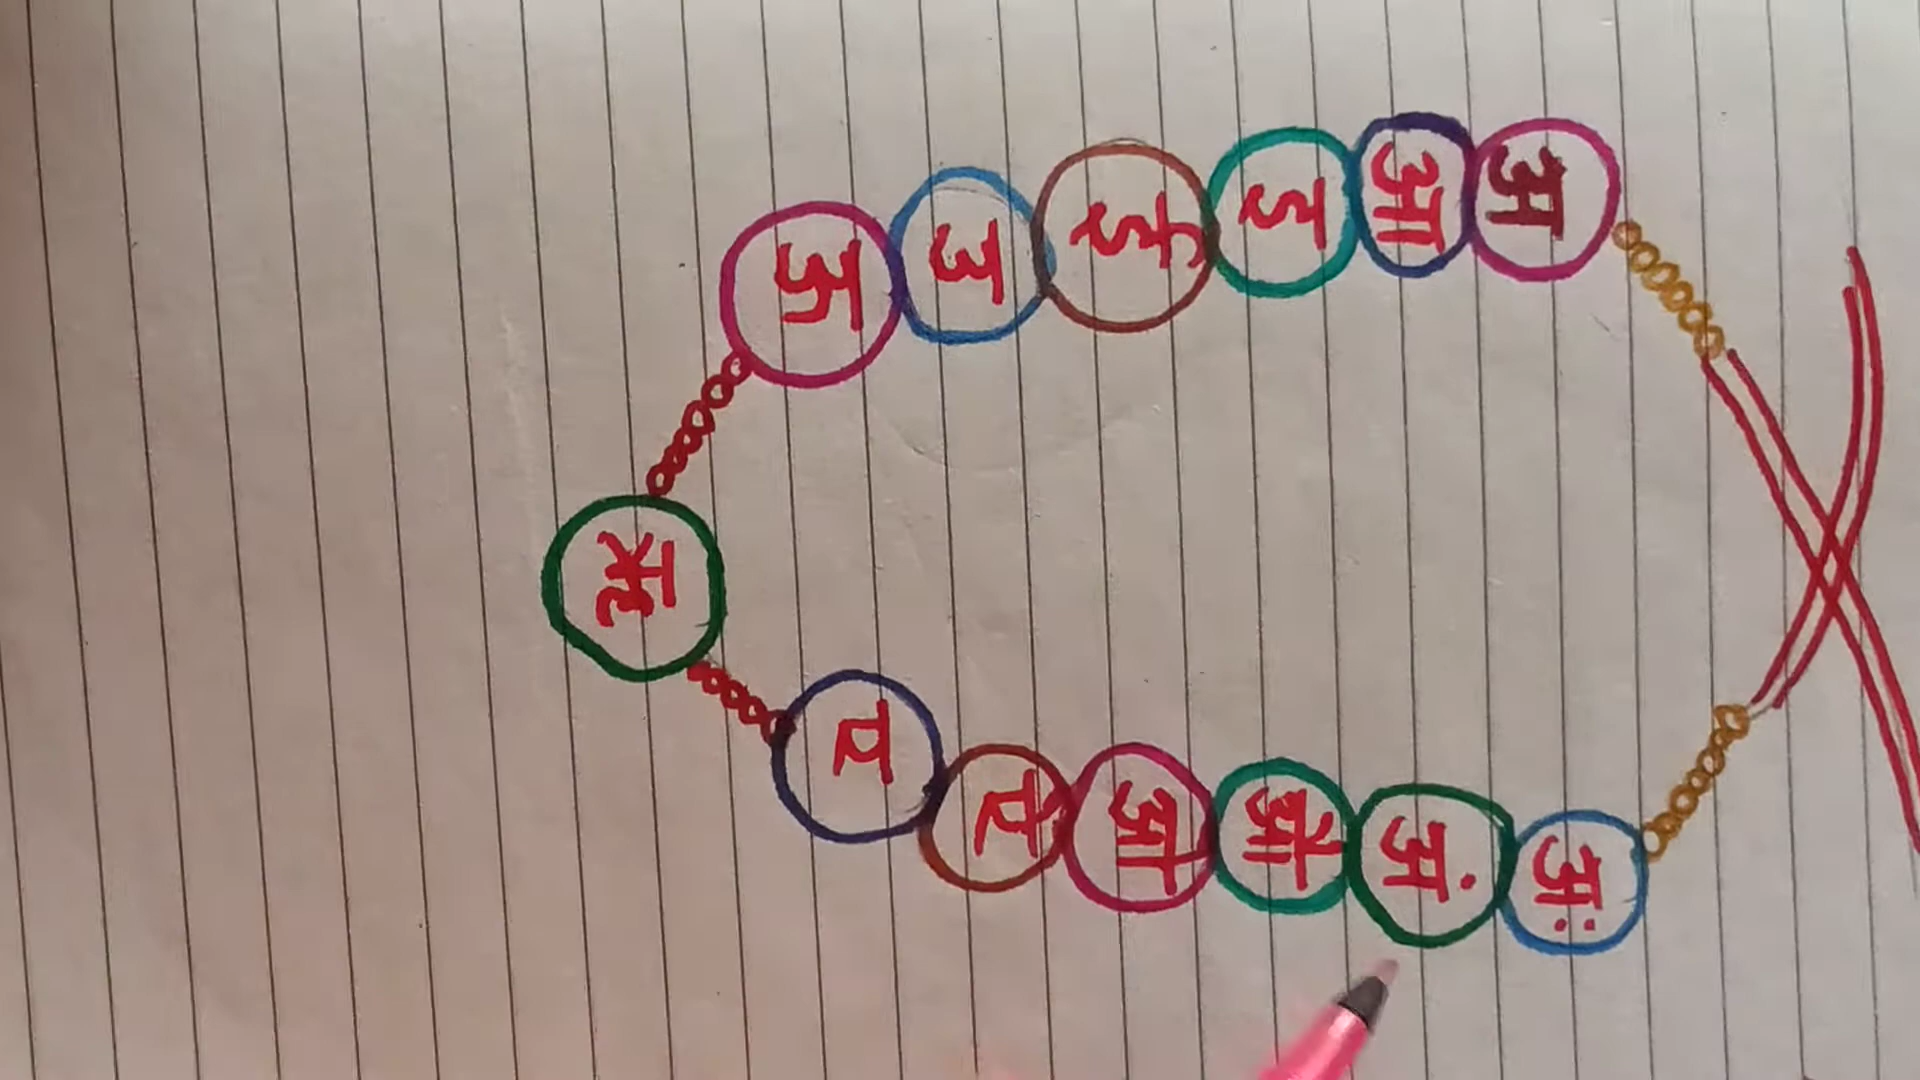 अ
आ
इ
ई
उ
ऊ
ऋ
ए
ऐ
ओ
औ
अं
अः